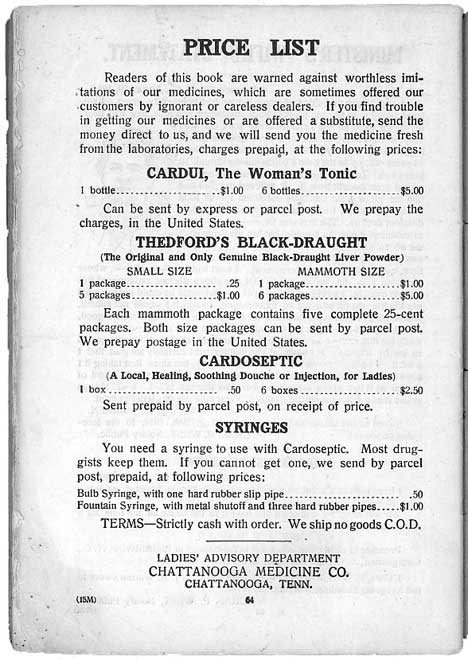 PRICE LIST
Readers of this book are warned against worthless imi-
tations of our medicines, which are sometimes offered our
customers by ignorant or careless dealers. If you find trouble
in getting our medicines or are offered a substitute, send the
money direct to us, and we will send you the medicine fresh
from the laboratories, charges prepaid, at the following prices:
CARDUI, The Woman's Tonic
1 bottle........................$1.00 6 bottles........................$5.00
Can be sent by express or parcel post. We prepay the
charges, in the United States.
THEDFORD'S BLACK-DRAUGHT
(The Original and Only Genuine Black-Draught Liver Powder)
SMALL SIZE MAMMOTH SIZE
1 package.....................25 1 package........................$1.00
5 packages....................$1.00 6 packages.......................$5.00
Each mammoth package contains five complete 25-cent
packages. Both size packages can be sent by parcel post.
We prepay postage in the United States.
CARDOSEPTIC
(A Local, Healing, Soothing Douche or Injection, for Ladies)
1 box ........................ .50 6 boxes ........................$2.50
Sent prepaid by parcel post, on receipt of price.
SYRINGES
You need a syringe to use with Cardoseptic. Most drug-
gists keep them. If you cannot get one, we send by parcel
post, prepaid, at following prices:
Bulb Syringe, with one hard rubber slip pipe........................ .50
Fountain Syringe, with metal shutoff and three hard rubber pipes.....$1.00
TERMS—Strictly cash with order. We ship no goods C.O.D.
LADIES' ADVISORY DEPARTMENT
CHATTANOOGA MEDICINE CO.
CHATTANOOGA, TENN.
(15M) 64